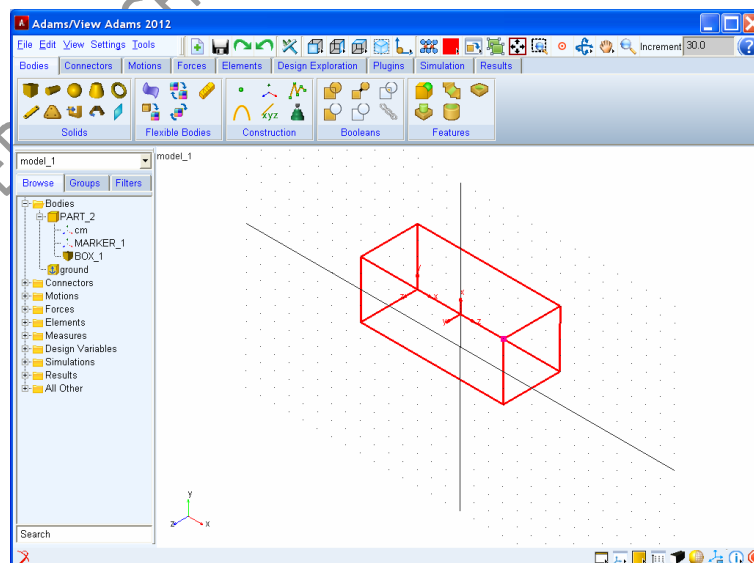 Adams/View Adams 2012
File Edit View Settings Tools
Increment 30.0
Bodies Connectors Motions Forces Elements Design Exploration Plugins Simulation Results
Solids Flexible Bodies Construction Booleans Features
model_1
model_1
Browse Groups Filters
Bodies
PART_2
cm
MARKER_1
BOX_1
ground
Connectors
Motions
Forces
Elements
Measures
Design Variables
Simulations
Results
All Other
Search
y
z x